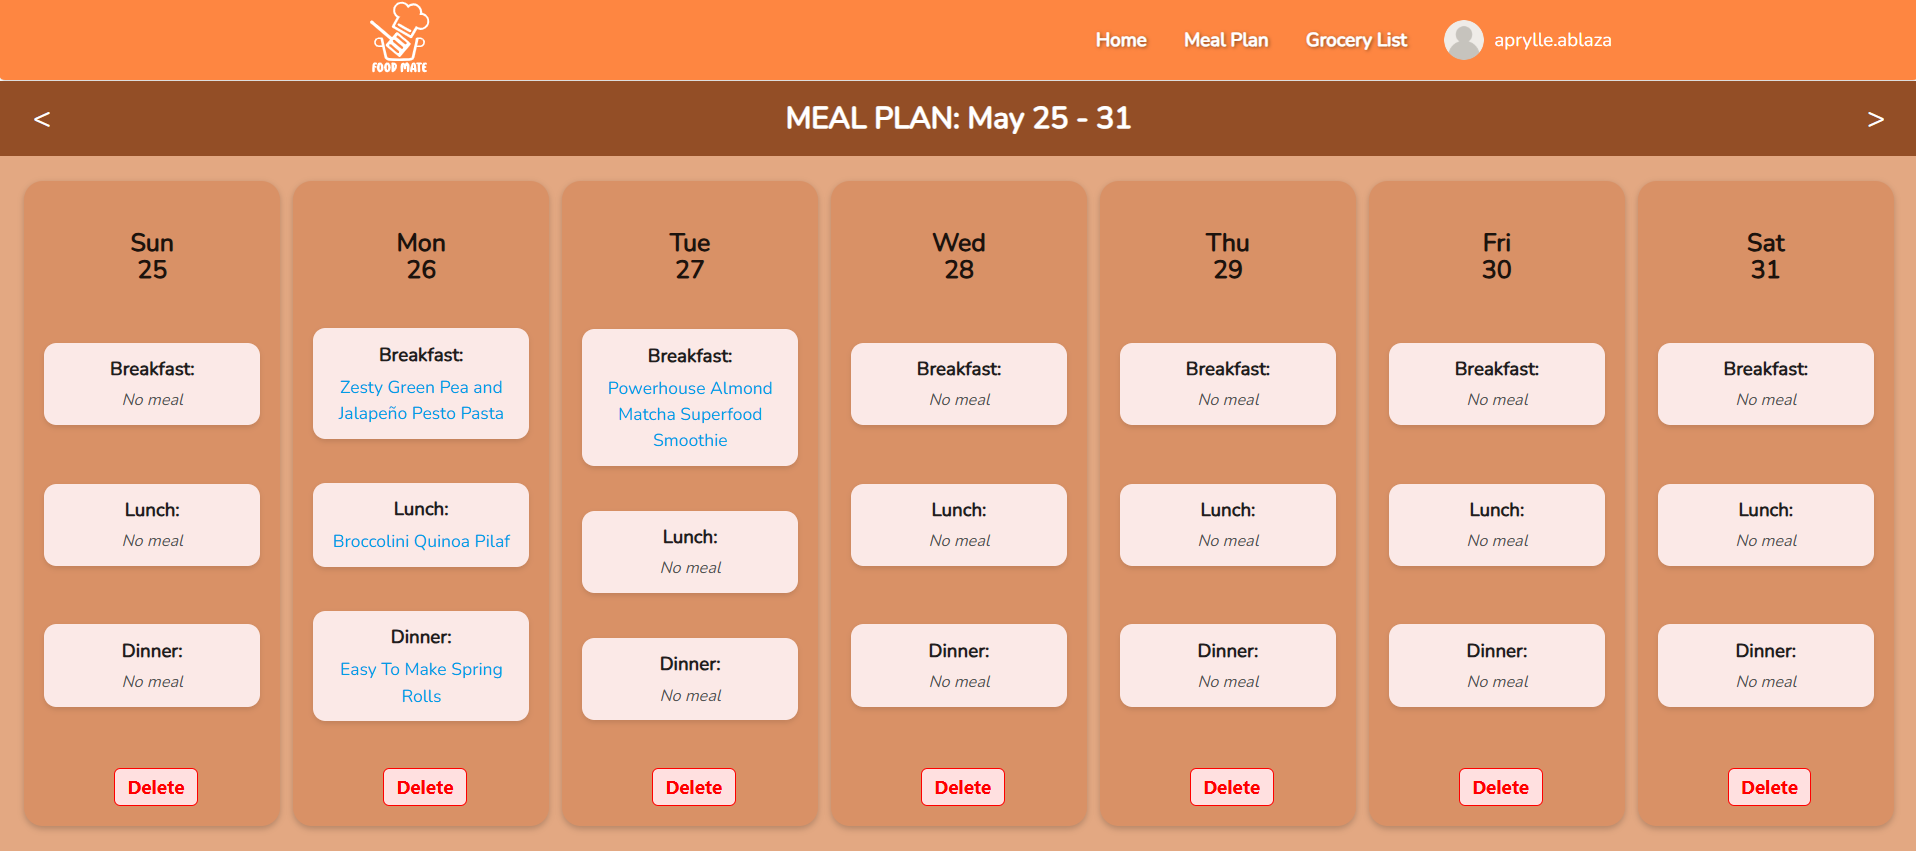 FOOD MATE
Home
Meal Plan
Grocery List
aprylle.ablaza
<
MEAL PLAN: May 25 - 31
>
Sun
25
Breakfast:
No meal
Lunch:
No meal
Dinner:
No meal
Delete
Mon
26
Breakfast:
Zesty Green Pea and
Jalapeño Pesto Pasta
Lunch:
Broccolini Quinoa Pilaf
Dinner:
Easy To Make Spring
Rolls
Delete
Tue
27
Breakfast:
Powerhouse Almond
Matcha Superfood
Smoothie
Lunch:
No meal
Dinner:
No meal
Delete
Wed
28
Breakfast:
No meal
Lunch:
No meal
Dinner:
No meal
Delete
Thu
29
Breakfast:
No meal
Lunch:
No meal
Dinner:
No meal
Delete
Fri
30
Breakfast:
No meal
Lunch:
No meal
Dinner:
No meal
Delete
Sat
31
Breakfast:
No meal
Lunch:
No meal
Dinner:
No meal
Delete